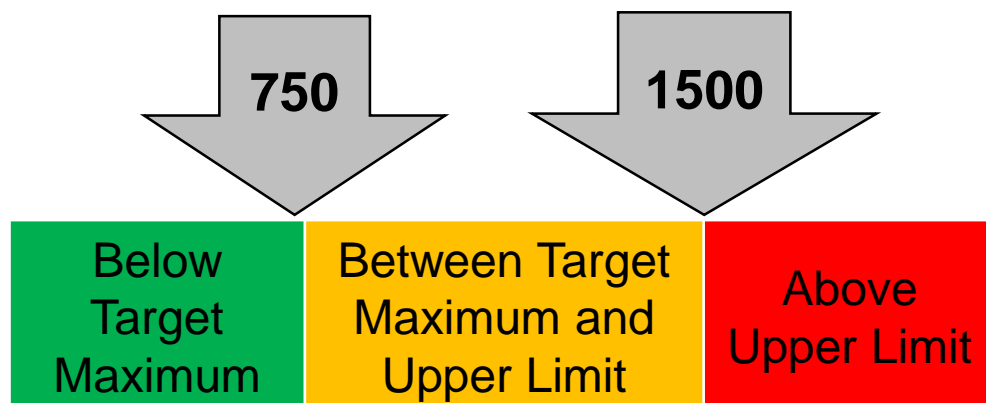 750
1500
Below
Target
Maximum
Between Target
Maximum and
Upper Limit
Above
Upper Limit